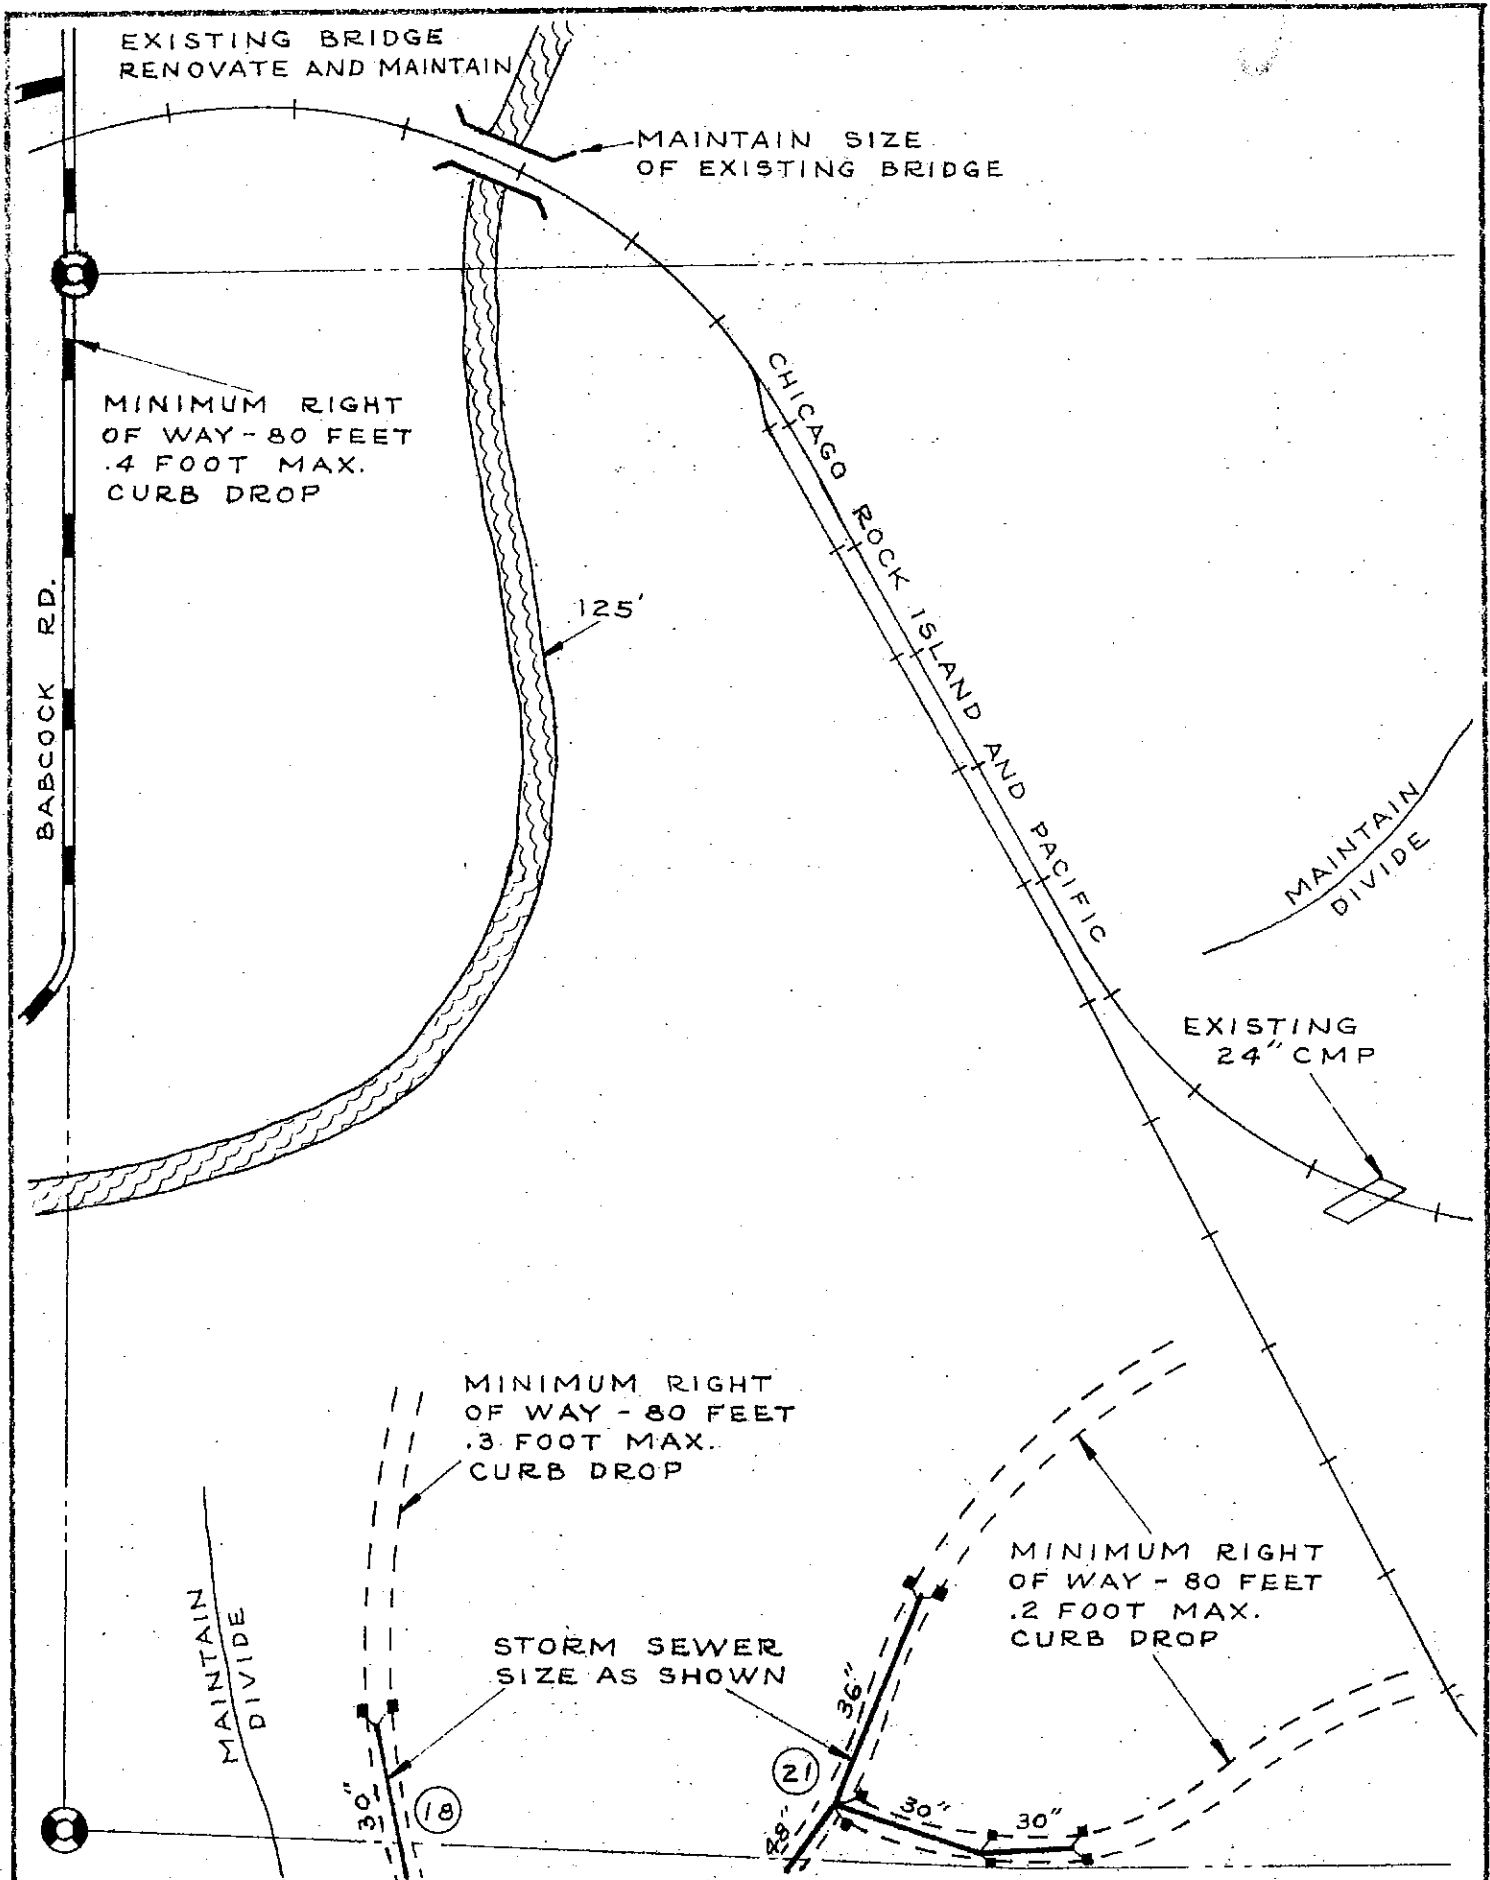 EXISTING BRIDGE
RENOVATE AND MAINTAIN
MAINTAIN SIZE
OF EXISTING BRIDGE
MINIMUM RIGHT
OF WAY - 80 FEET
.4 FOOT MAX.
CURB DROP
BABCOCK RD.
125'
CHICAGO ROCK ISLAND AND PACIFIC
MAINTAIN
DIVIDE
EXISTING
24" CMP
MINIMUM RIGHT
OF WAY - 80 FEET
.3 FOOT MAX.
CURB DROP
MINIMUM RIGHT
OF WAY - 80 FEET
.2 FOOT MAX.
CURB DROP
MAINTAIN
DIVIDE
STORM SEWER
SIZE AS SHOWN
36"
21
30"
18
30"
30"
48"